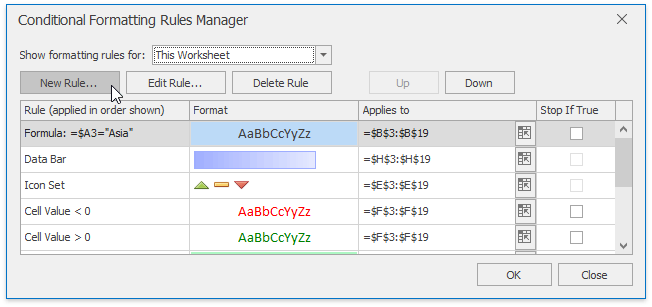 Conditional Formatting Rules Manager
Show formatting rules for: This Worksheet
New Rule... Edit Rule... Delete Rule Up Down
Rule (applied in order shown) Format Applies to Stop If True
Formula: =$A3="Asia" AaBbCcYyZz =$B$3:$B$19
Data Bar =$H$3:$H$19
Icon Set =$E$3:$E$19
Cell Value < 0 AaBbCcYyZz =$F$3:$F$19
Cell Value > 0 AaBbCcYyZz =$F$3:$F$19
OK Close